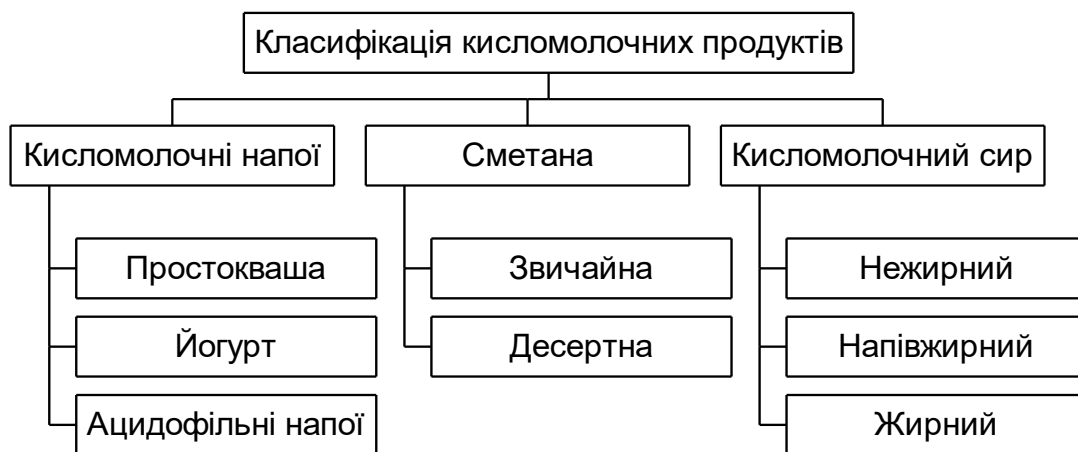 Класифікація кисломолочних продуктів
Кисломолочні напої
Простокваша
Йогурт
Ацидофільні напої
Сметана
Звичайна
Десертна
Кисломолочний сир
Нежирний
Напівжирний
Жирний